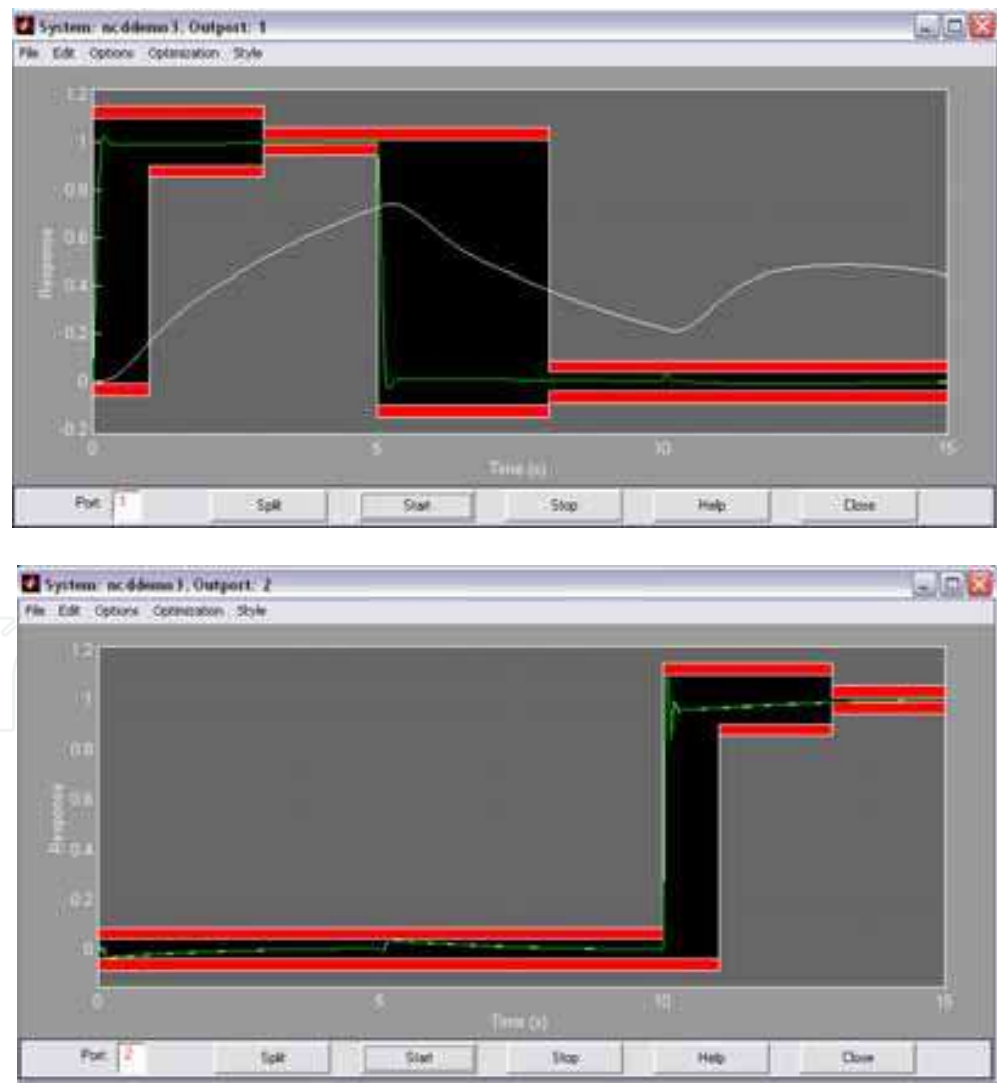 System: ncddemo3, Outport: 1
File Edit Options Optimization Style
1.2
1
0.8
0.6
0.4
0.2
0
-0.2
Response
0 5 10 15
Time (s)
Port: 1 Split Start Stop Help Close
System: ncddemo3, Outport: 2
File Edit Options Optimization Style
1.2
1
0.8
0.6
0.4
0.2
0
Response
0 5 10 15
Time (s)
Port: 2 Split Start Stop Help Close